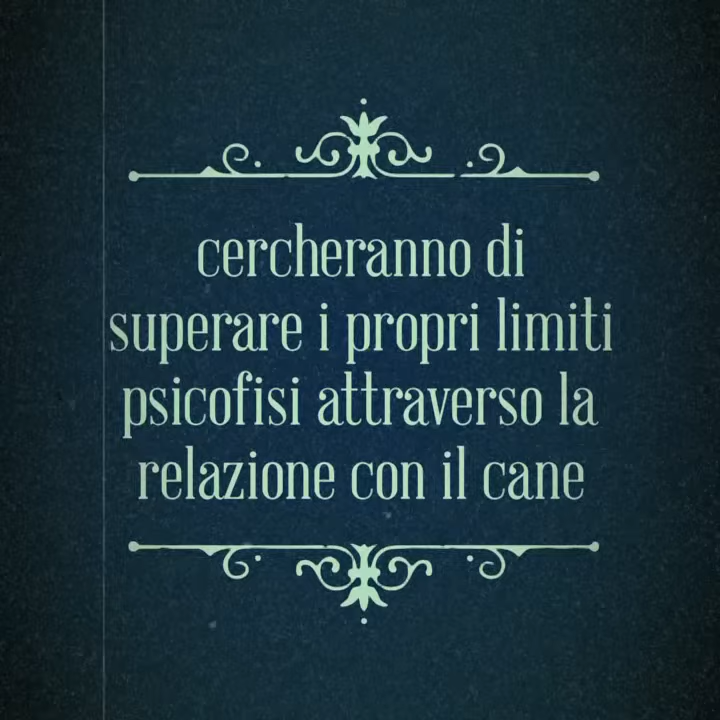 cercheranno di
superare i propri limiti
psicofisi attraverso la
relazione con il cane